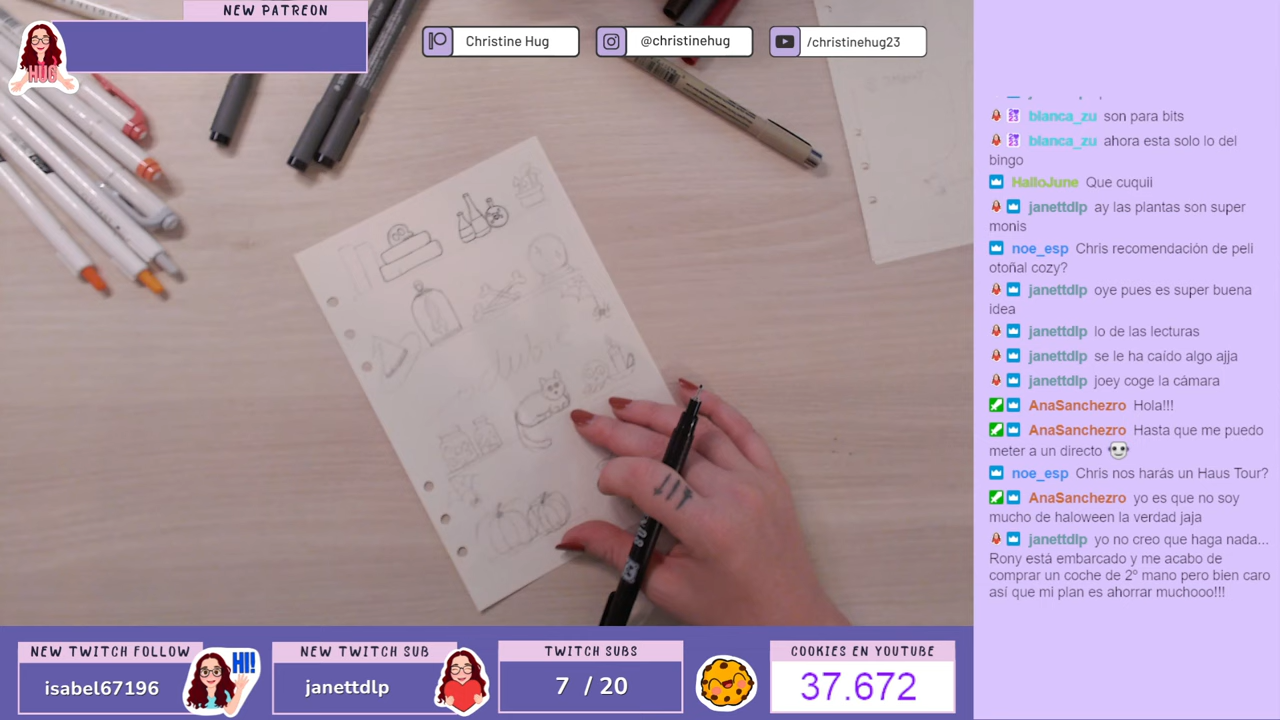 NEW PATREON
HUG
Christine Hug
@christinehug
/christinehug23
blanca_zu son para bits
blanca_zu ahora esta solo lo del
bingo
HalloJune Que cuquii
janettdlp ay las plantas son super
monis
noe_esp Chris recomendación de peli
otoñal cozy?
janettdlp oye pues es super buena
idea
janettdlp lo de las lecturas
janettdlp se le ha caído algo ajja
janettdlp joey coge la cámara
AnaSanchezro Hola!!!
AnaSanchezro Hasta que me puedo
meter a un directo
noe_esp Chris nos harás un Haus Tour?
AnaSanchezro yo es que no soy
mucho de haloween la verdad jaja
janettdlp yo no creo que haga nada...
Rony está embarcado y me acabo de
comprar un coche de 2º mano pero bien caro
así que mi plan es ahorrar muchooo!!!
NEW TWITCH FOLLOW
isabel67196
HI!
NEW TWITCH SUB
janettdlp
TWITCH SUBS
7 / 20
COOKIES EN YOUTUBE
37.672